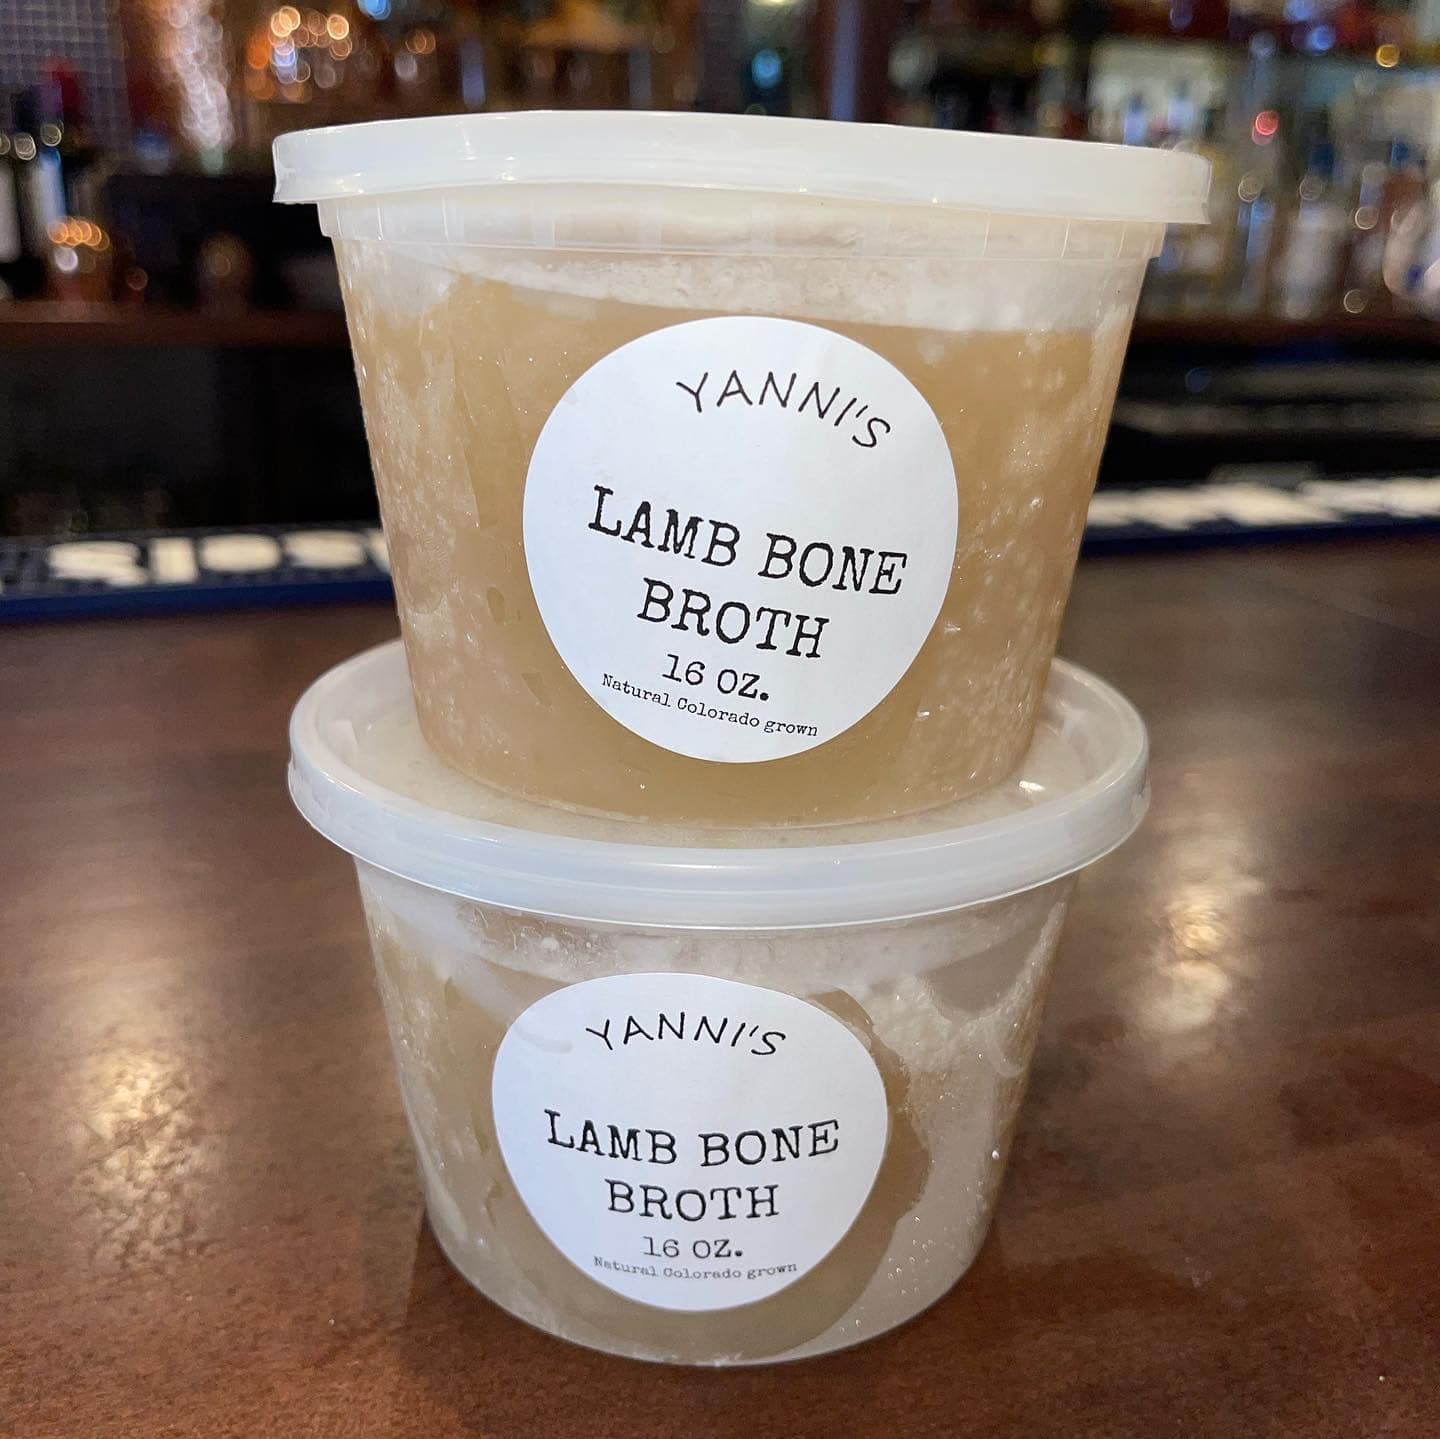 YANNI'S
LAMB BONE
BROTH
16 OZ.
Natural Colorado grown
YANNI'S
LAMB BONE
BROTH
16 OZ.
Natural Colorado grown